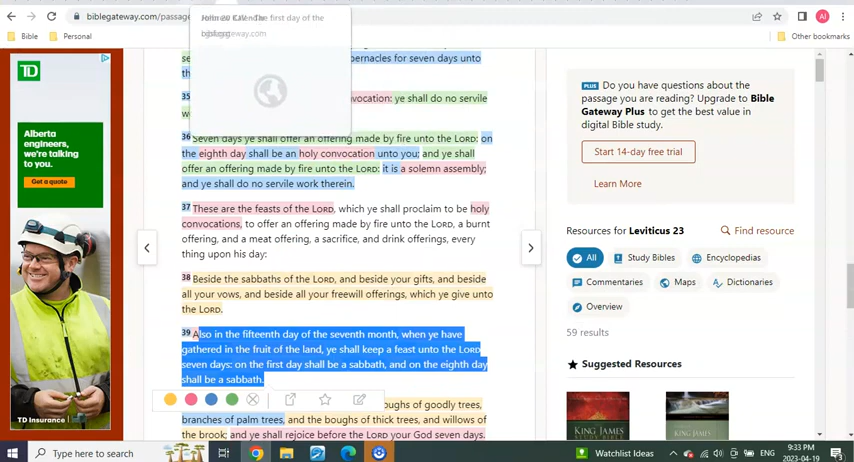 biblegateway.com/passage
AI
Bible
Personal
Other bookmarks
gateway.com
pernacles for seven days unto
35
convocation: ye shall do no servile
36 Seven days ye shall offer an offering made by fire unto the LORD: on
the eighth day shall be an holy convocation unto you; and ye shall
offer an offering made by fire unto the LORD: it is a solemn assembly;
and ye shall do no servile work therein.
37 These are the feasts of the LORD, which ye shall proclaim to be holy
convocations, to offer an offering made by fire unto the LORD, a burnt
offering, and a meat offering, a sacrifice, and drink offerings, every
thing upon his day:
38 Beside the sabbaths of the LORD, and beside your gifts, and beside
all your vows, and beside all your freewill offerings, which ye give unto
the LORD.
39 Also in the fifteenth day of the seventh month, when ye have
gathered in the fruit of the land, ye shall keep a feast unto the LORD
seven days: on the first day shall be a sabbath, and on the eighth day
shall be a sabbath.
boughs of goodly trees,
branches of palm trees, and the boughs of thick trees, and willows of
the brook; and ye shall rejoice before the LORD your God seven days.
TD
Alberta
engineers,
we're talking
to you.
Get a quote
TD Insurance
PLUS Do you have questions about the
passage you are reading? Upgrade to Bible
Gateway Plus to get the best value in
digital Bible study.
Start 14-day free trial
Learn More
Resources for Leviticus 23
Find resource
All
Study Bibles
Encyclopedias
Commentaries
Maps
Dictionaries
Overview
59 results
Suggested Resources
KING JAMES
KING JAMES
Type here to search
Watchlist Ideas
ENG
9:33 PM
2023-04-19
3